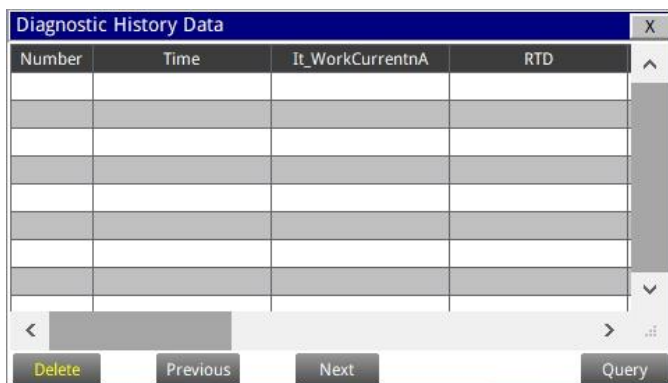 Diagnostic History Data X
Number Time It_WorkCurrentnA RTD
Delete Previous Next Query